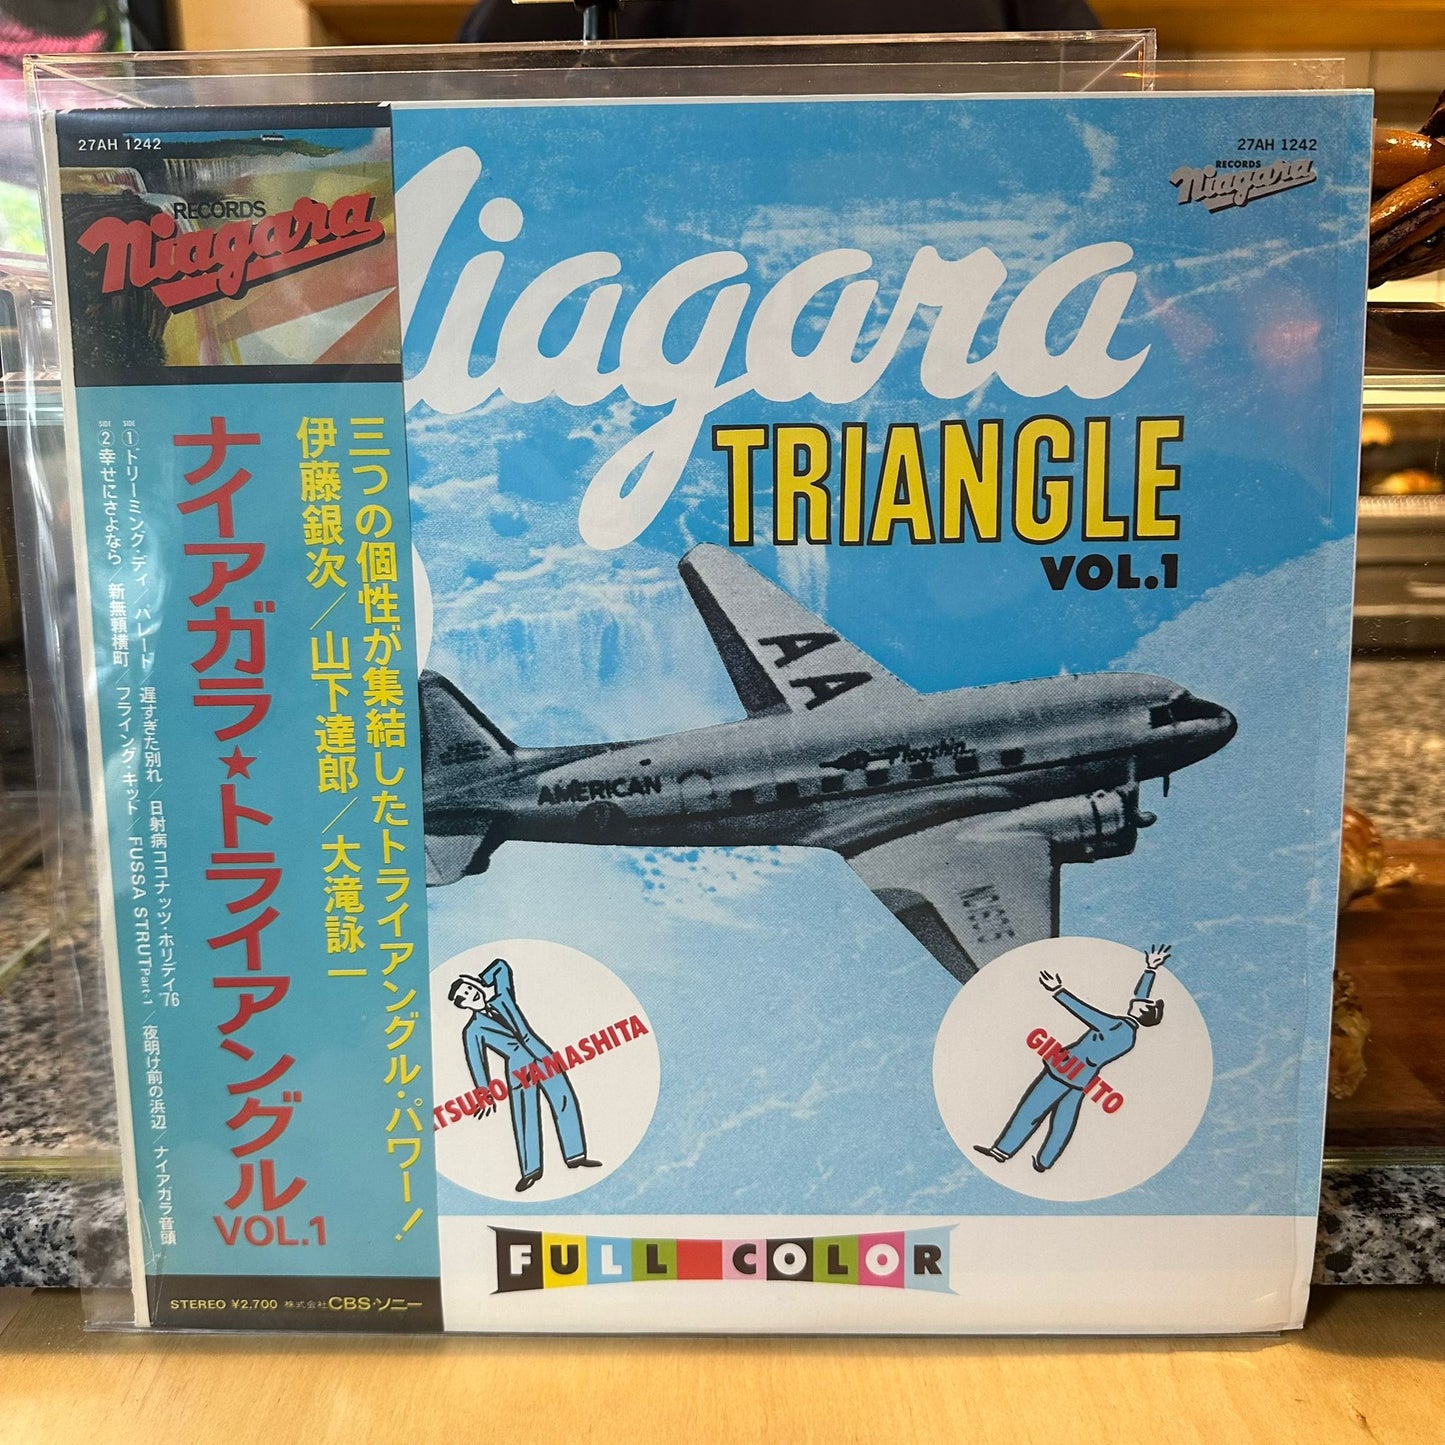 27AH 1242
RECORDS
Niagara
三つの個性が集結したトライアングル・パワー!
伊藤銀次/山下達郎/大滝詠一
ナイアガラ★トライアングル
VOL.1
SIDE 1 ドリーミング・デイ/パレード/遅すぎた別れ/日射病ココナッツ・ホリデイ'76
SIDE 2 幸せにさよなら/新無頼横町/フライング・キッド/FUSSA STRUT Part-1/夜明け前の浜辺/ナイアガラ音頭
STEREO ¥2,700 株式会社 CBS・ソニー
27AH 1242
RECORDS
Niagara
Niagara
TRIANGLE
VOL.1
AA
AMERICAN
Flagship
TSURO YAMASHITA
GINJI ITO
FULL COLOR